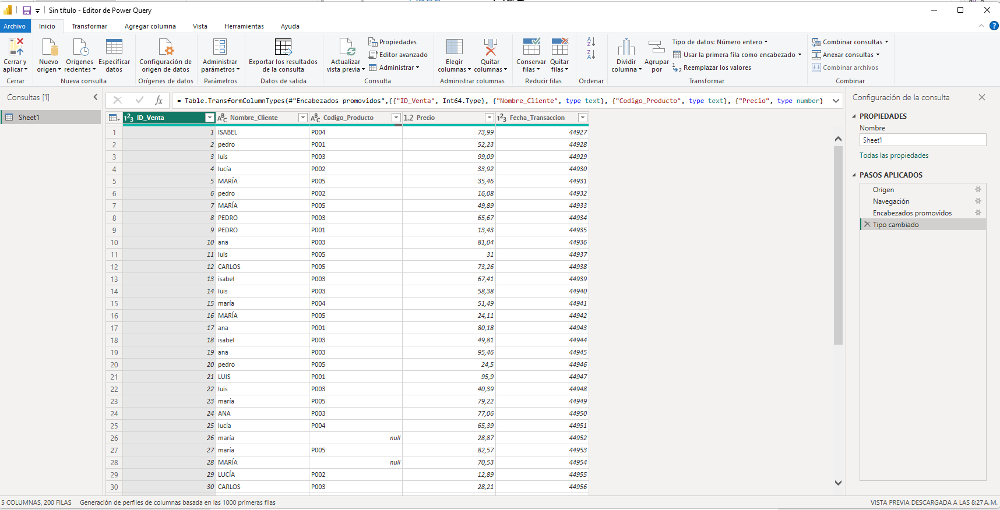 Sin título - Editor de Power Query
Archivo Inicio Transformar Agregar columna Vista Herramientas Ayuda
Cerrar y aplicar
Cerrar
Nuevo origen
Orígenes recientes
Especificar datos
Nueva consulta
Configuración de origen de datos
Orígenes de datos
Administrar parámetros
Parámetros
Exportar los resultados de la consulta
Datos de salida
Actualizar vista previa
Propiedades
Editor avanzado
Administrar
Consulta
Elegir columnas
Quitar columnas
Administrar columnas
Conservar filas
Quitar filas
Reducir filas
Ordenar
Dividir columna
Agrupar por
Tipo de datos: Número entero
Usar la primera fila como encabezado
Reemplazar los valores
Transformar
Combinar consultas
Anexar consultas
Combinar archivos
Combinar
Consultas [1]
Sheet1
= Table.TransformColumnTypes(#"Encabezados promovidos",{{"ID_Venta", Int64.Type}, {"Nombre_Cliente", type text}, {"Codigo_Producto", type text}, {"Precio", type number}
ID_Venta Nombre_Cliente Codigo_Producto 1.2 Precio Fecha_Transaccion
1 1 ISABEL P004 73,99 44927
2 2 pedro P001 52,23 44928
3 3 luis P003 99,09 44929
4 4 lucía P002 33,92 44930
5 5 MARÍA P005 35,46 44931
6 6 pedro P002 16,08 44932
7 7 MARÍA P005 49,89 44933
8 8 PEDRO P003 65,67 44934
9 9 PEDRO P001 13,43 44935
10 10 ana P003 81,04 44936
11 11 luis P005 31 44937
12 12 CARLOS P005 73,26 44938
13 13 isabel P003 67,41 44939
14 14 luis P003 58,38 44940
15 15 maría P004 51,49 44941
16 16 MARÍA P005 24,11 44942
17 17 ana P001 80,18 44943
18 18 isabel P003 49,81 44944
19 19 ana P003 95,46 44945
20 20 pedro P005 24,5 44946
21 21 LUIS P001 95,9 44947
22 22 luis P003 40,39 44948
23 23 maría P005 79,22 44949
24 24 ANA P003 77,06 44950
25 25 lucía P004 65,39 44951
26 26 maría null 28,87 44952
27 27 maría P005 82,57 44953
28 28 MARÍA null 70,53 44954
29 29 LUCÍA P002 12,89 44955
30 30 CARLOS P003 28,21 44956
Configuración de la consulta
PROPIEDADES
Nombre
Sheet1
Todas las propiedades
PASOS APLICADOS
Origen
Navegación
Encabezados promovidos
Tipo cambiado
5 COLUMNAS, 200 FILAS Generación de perfiles de columnas basada en las 1000 primeras filas
VISTA PREVIA DESCARGADA A LAS 8:27 A. M.